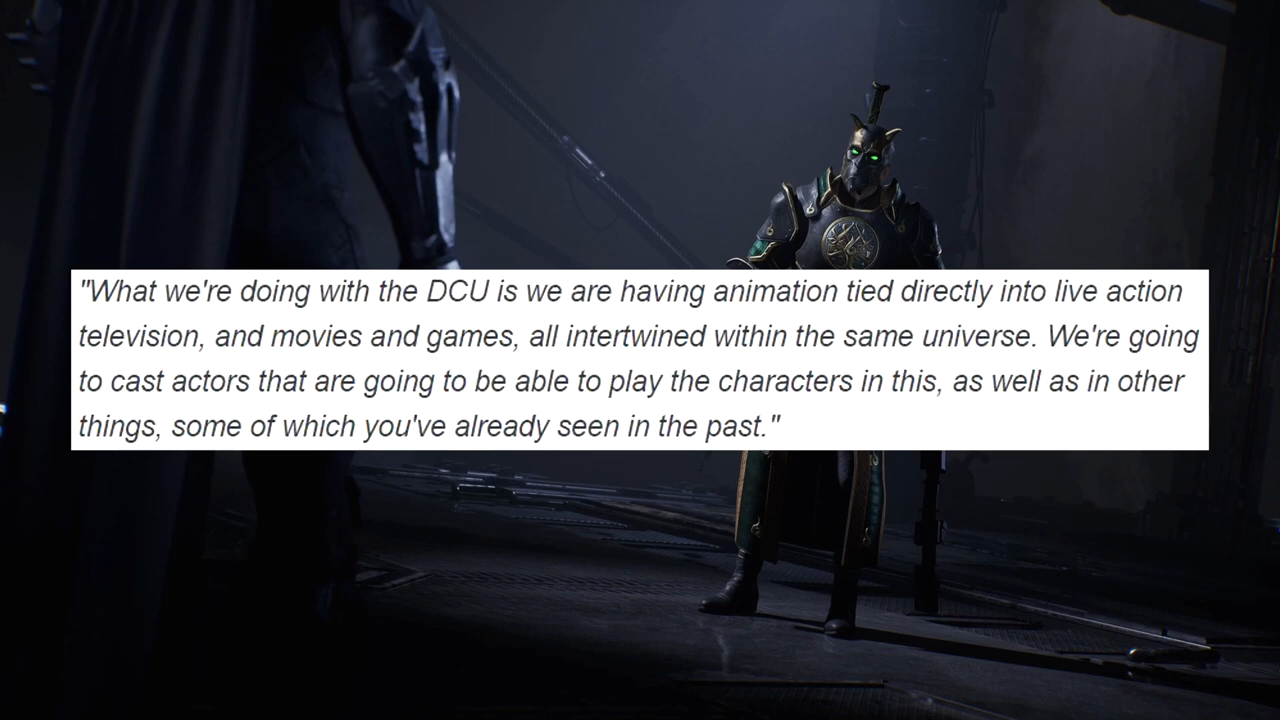 "What we're doing with the DCU is we are having animation tied directly into live action
television, and movies and games, all intertwined within the same universe. We're going
to cast actors that are going to be able to play the characters in this, as well as in other
things, some of which you've already seen in the past."